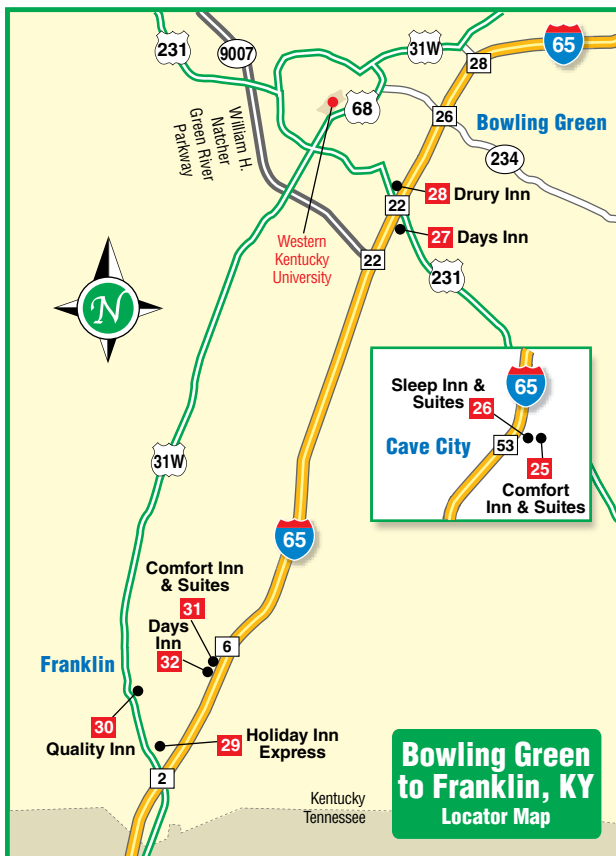 231
9007
31W
65
28
68
26
Bowling Green
234
William H.
Natcher
Green River
Parkway
28 Drury Inn
22
27 Days Inn
Western
Kentucky
University
22
231
Sleep Inn &
Suites 26
65
Cave City
53
25
Comfort
Inn & Suites
N
31W
65
Comfort Inn
& Suites
31
Days
Inn
32
6
Franklin
30
Quality Inn
29 Holiday Inn
Express
2
Kentucky
Tennessee
Bowling Green
to Franklin, KY
Locator Map